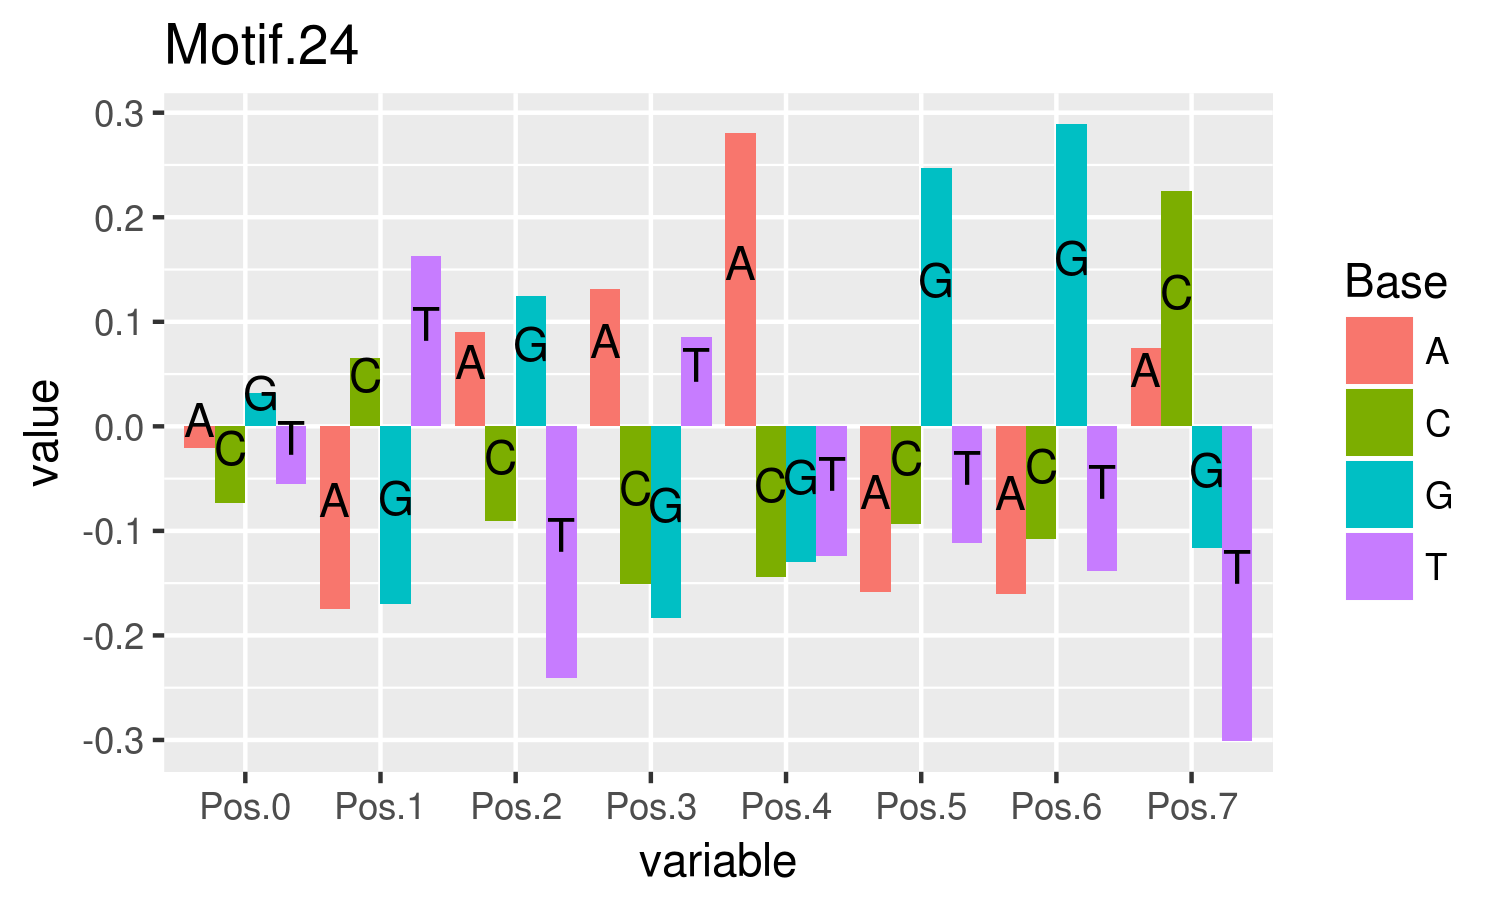 Motif.24
value
0.3
0.2
0.1
0.0
-0.1
-0.2
-0.3
A C G T
A C G T
A C G T
A C G T
A C G T
A C G T
A C G T
A C G T
Pos.0 Pos.1 Pos.2 Pos.3 Pos.4 Pos.5 Pos.6 Pos.7
variable
Base
A
C
G
T